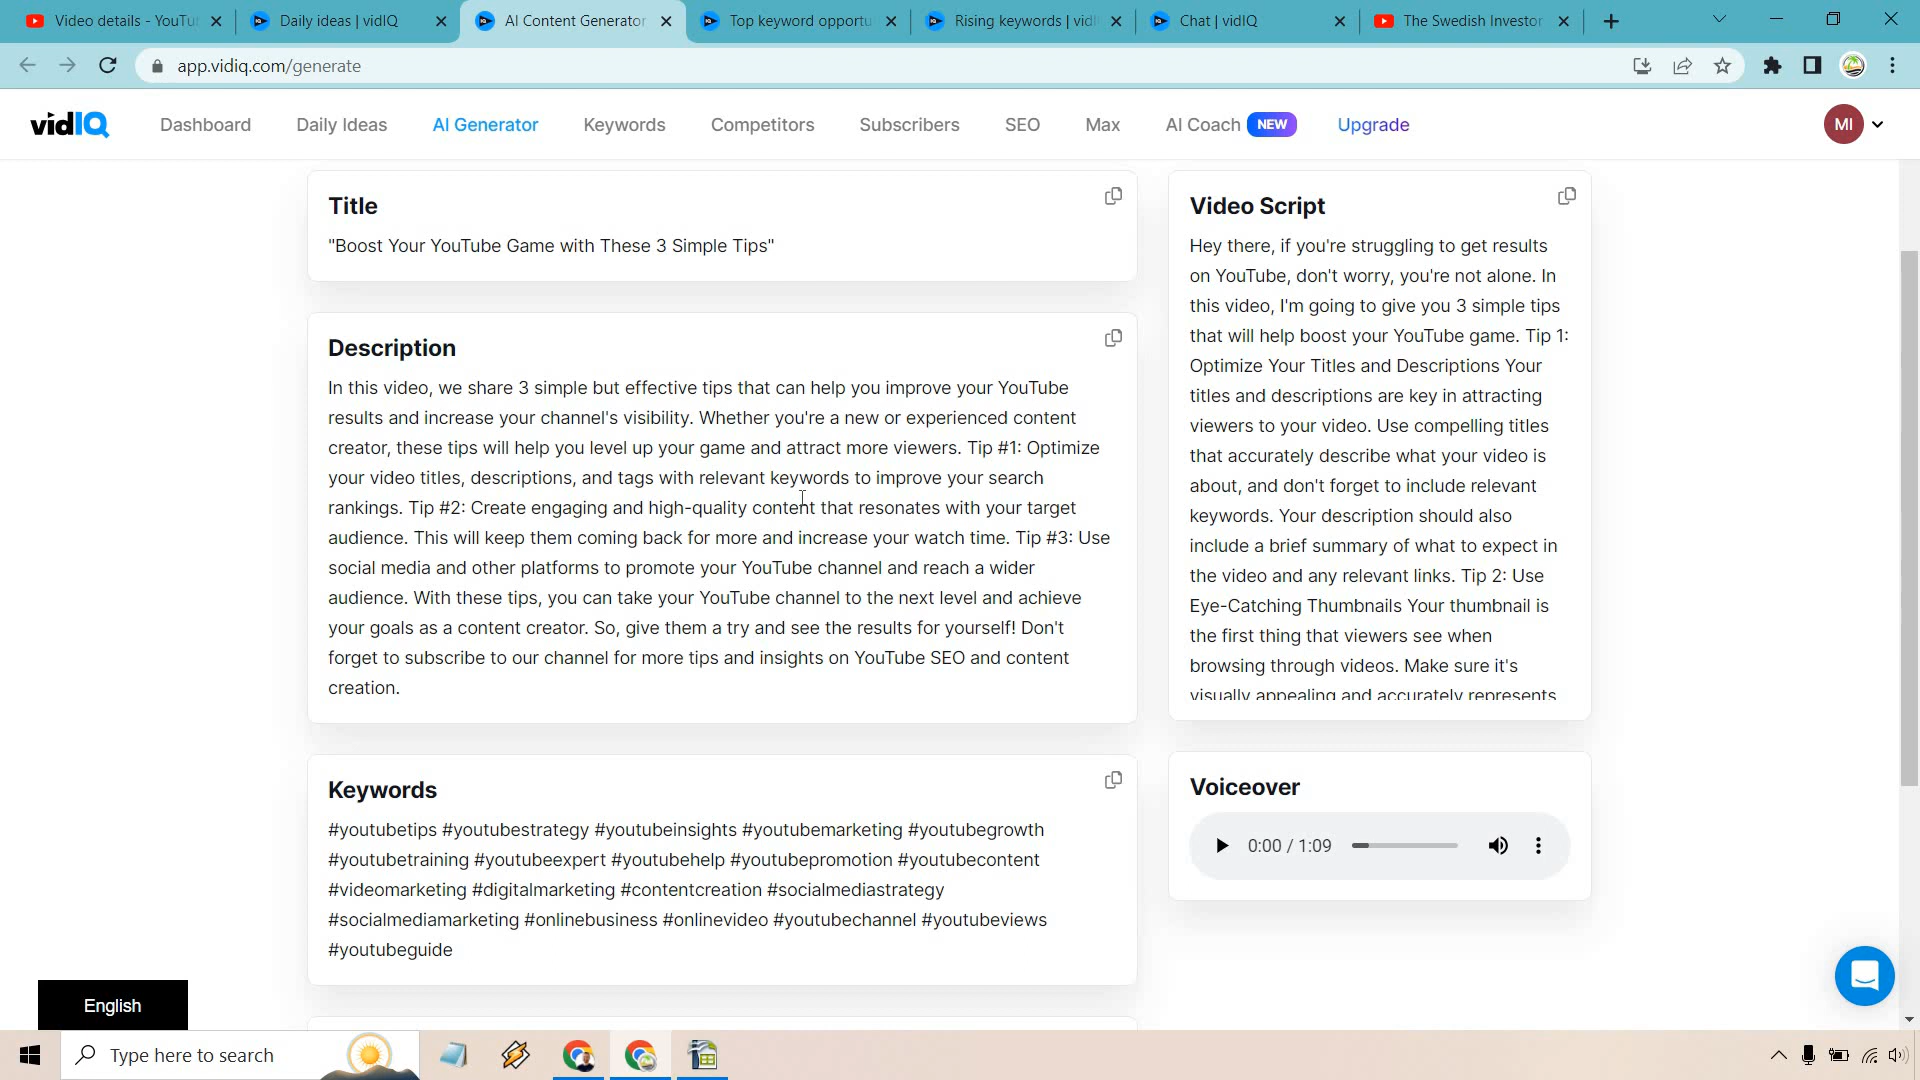 Video details - YouTu
Daily ideas | vidIQ
AI Content Generator
Top keyword opportu
Rising keywords | vidI
Chat | vidIQ
The Swedish Investor
app.vidiq.com/generate
vidIQ
Dashboard
Daily Ideas
AI Generator
Keywords
Competitors
Subscribers
SEO
Max
AI Coach
NEW
Upgrade
MI
Title
"Boost Your YouTube Game with These 3 Simple Tips"
Description
In this video, we share 3 simple but effective tips that can help you improve your YouTube
results and increase your channel's visibility. Whether you're a new or experienced content
creator, these tips will help you level up your game and attract more viewers. Tip #1: Optimize
your video titles, descriptions, and tags with relevant keywords to improve your search
rankings. Tip #2: Create engaging and high-quality content that resonates with your target
audience. This will keep them coming back for more and increase your watch time. Tip #3: Use
social media and other platforms to promote your YouTube channel and reach a wider
audience. With these tips, you can take your YouTube channel to the next level and achieve
your goals as a content creator. So, give them a try and see the results for yourself! Don't
forget to subscribe to our channel for more tips and insights on YouTube SEO and content
creation.
Keywords
#youtubetips #youtubestrategy #youtubeinsights #youtubemarketing #youtubegrowth
#youtubetraining #youtubeexpert #youtubehelp #youtubepromotion #youtubecontent
#videomarketing #digitalmarketing #contentcreation #socialmediastrategy
#socialmediamarketing #onlinebusiness #onlinevideo #youtubechannel #youtubeviews
#youtubeguide
Video Script
Hey there, if you're struggling to get results
on YouTube, don't worry, you're not alone. In
this video, I'm going to give you 3 simple tips
that will help boost your YouTube game. Tip 1:
Optimize Your Titles and Descriptions Your
titles and descriptions are key in attracting
viewers to your video. Use compelling titles
that accurately describe what your video is
about, and don't forget to include relevant
keywords. Your description should also
include a brief summary of what to expect in
the video and any relevant links. Tip 2: Use
Eye-Catching Thumbnails Your thumbnail is
the first thing that viewers see when
browsing through videos. Make sure it's
visually appealing and accurately represents
Voiceover
0:00 / 1:09
English
Type here to search